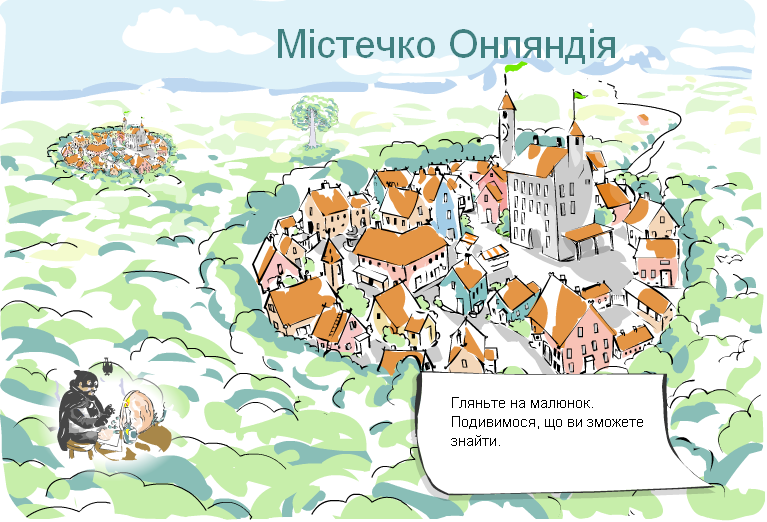 Містечко Онляндія
Гляньте на малюнок.
Подивимося, що ви зможете
знайти.